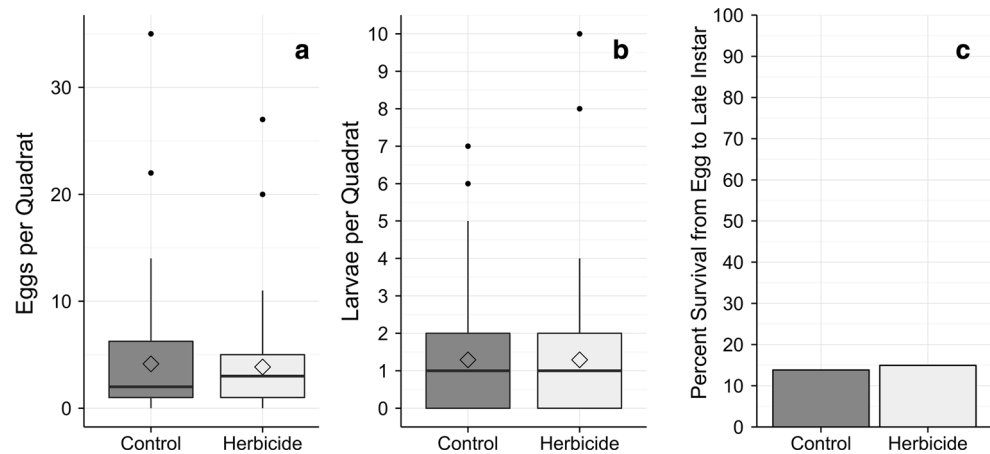 a
Eggs per Quadrat
30
20
10
0
Control Herbicide
b
Larvae per Quadrat
10
9
8
7
6
5
4
3
2
1
0
Control Herbicide
c
Percent Survival from Egg to Late Instar
100
90
80
70
60
50
40
30
20
10
0
Control Herbicide